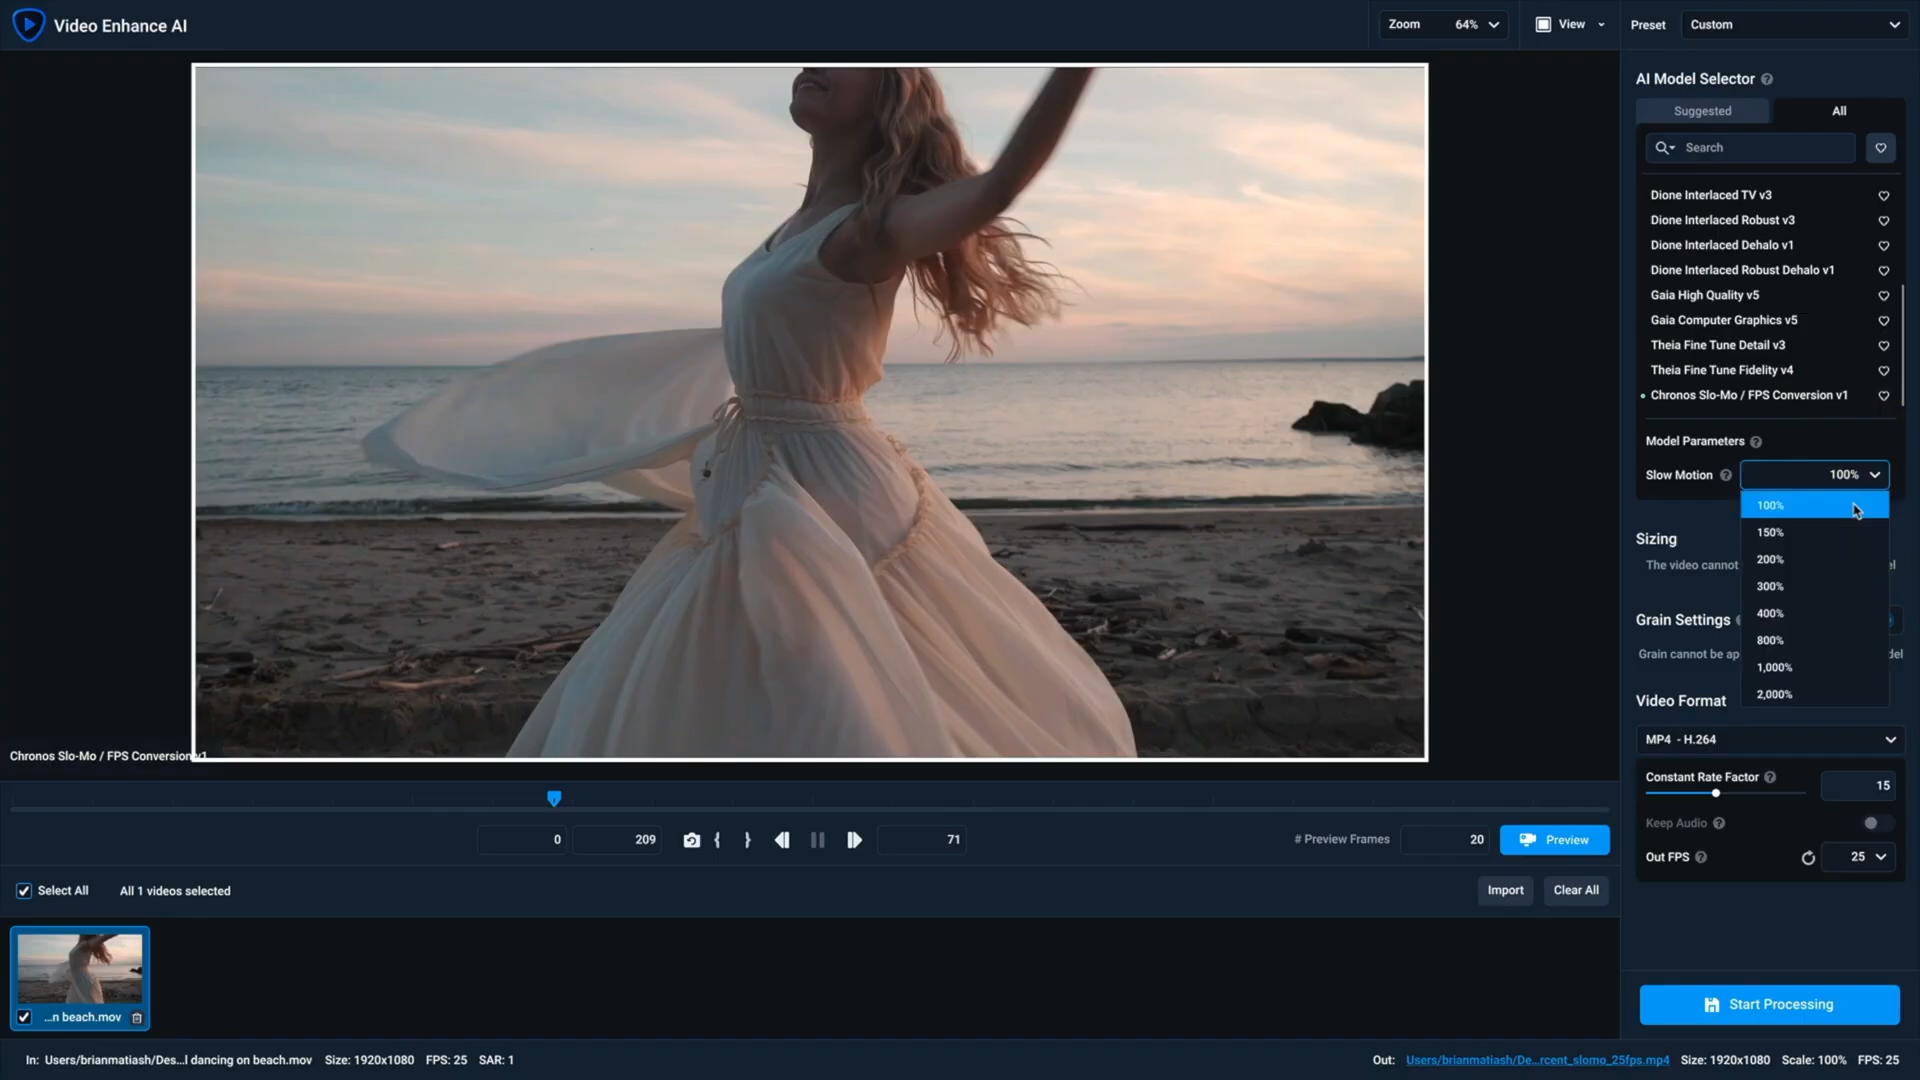 Video Enhance AI
Zoom 64%
View
Preset Custom
AI Model Selector
Suggested All
Search
Dione Interlaced TV v3
Dione Interlaced Robust v3
Dione Interlaced Dehalo v1
Dione Interlaced Robust Dehalo v1
Gaia High Quality v5
Gaia Computer Graphics v5
Theia Fine Tune Detail v3
Theia Fine Tune Fidelity v4
Chronos Slo-Mo / FPS Conversion v1
Model Parameters
Slow Motion 100%
100%
150%
200%
300%
400%
800%
1,000%
2,000%
Sizing
The video cannot
Grain Settings
Grain cannot be ap
Video Format
MP4 - H.264
Constant Rate Factor 15
Keep Audio
Out FPS 25
Chronos Slo-Mo / FPS Conversion v1
0 209 71
# Preview Frames 20 Preview
Select All All 1 videos selected Import Clear All
...n beach.mov
Start Processing
In: Users/brianmatiash/Des...l dancing on beach.mov Size: 1920x1080 FPS: 25 SAR: 1
Out: Users/brianmatiash/De...rcent_slomo_25fps.mp4 Size: 1920x1080 Scale: 100% FPS: 25